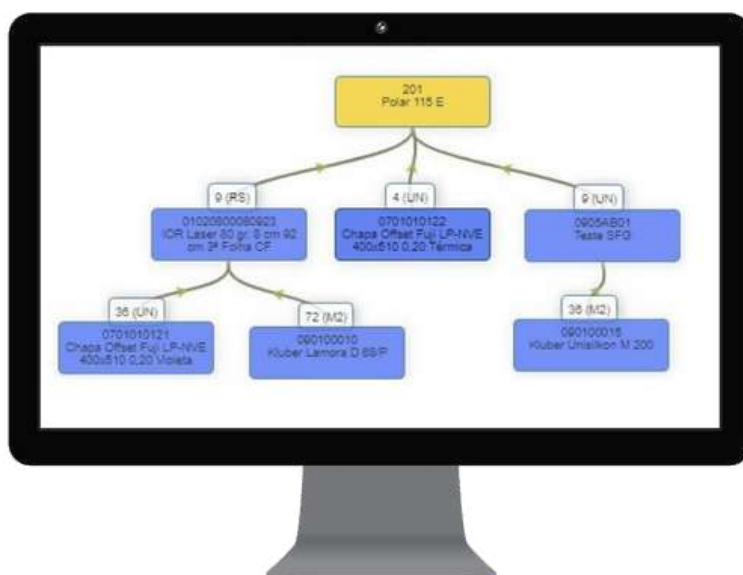 201
Polar 115 E
9 (RS)
4 (UN)
9 (UN)
01020800080923
IOR Laser 80 gr. 8 cm 92
cm 3ª Folha CF
0701010122
Chapa Offset Fuji LP-NVE
400x510 0,20 Térmica
0905AB01
Teste SFG
36 (UN)
72 (M2)
36 (M2)
0701010121
Chapa Offset Fuji LP-NVE
400x510 0,20 Violeta
090100010
Kluber Lamora D 68/P
090100015
Kluber Unisilkon M 200